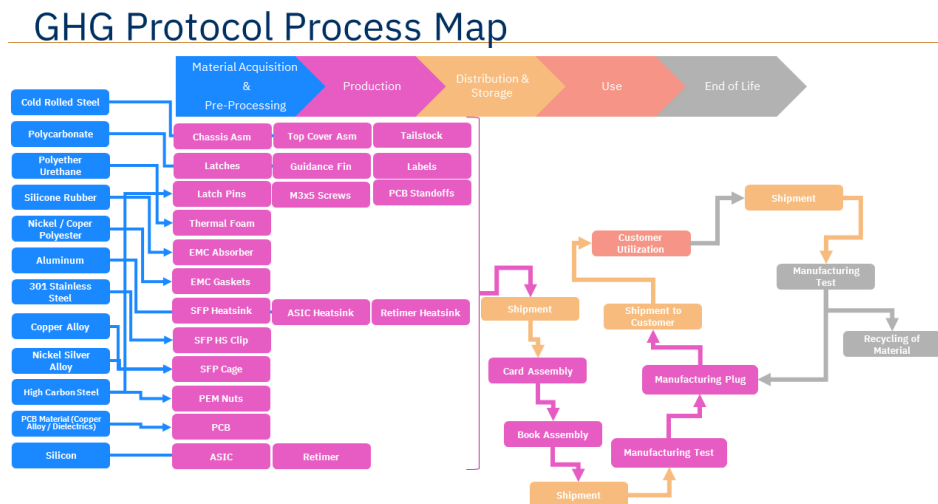 GHG Protocol Process Map
Material Acquisition
&
Pre-Processing
Production
Distribution &
Storage
Use
End of Life
Cold Rolled Steel
Polycarbonate
Polyether
Urethane
Silicone Rubber
Nickel / Coper
Polyester
Aluminum
301 Stainless
Steel
Copper Alloy
Nickel Silver
Alloy
High Carbon Steel
PCB Material (Copper
Alloy / Dielectrics)
Silicon
Chassis Asm
Top Cover Asm
Tailstock
Latches
Guidance Fin
Labels
Latch Pins
M3x5 Screws
PCB Standoffs
Thermal Foam
EMC Absorber
EMC Gaskets
SFP Heatsink
ASIC Heatsink
Retimer Heatsink
SFP HS Clip
SFP Cage
PEM Nuts
PCB
ASIC
Retimer
Shipment
Card Assembly
Book Assembly
Shipment
Manufacturing Test
Manufacturing Plug
Shipment to
Customer
Customer
Utilization
Shipment
Manufacturing
Test
Recycling of
Material